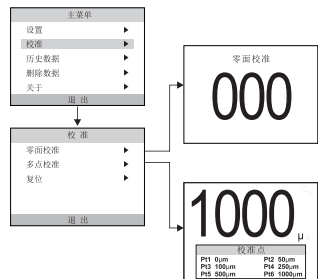 主菜单
设置
校准
历史数据
删除数据
关于
退 出
校 准
零面校准
多点校准
复位
退 出
零面校准
000
1000 μ
校准点
Pt1 0μm Pt2 50μm
Pt3 100μm Pt4 250μm
Pt5 500μm Pt6 1000μm